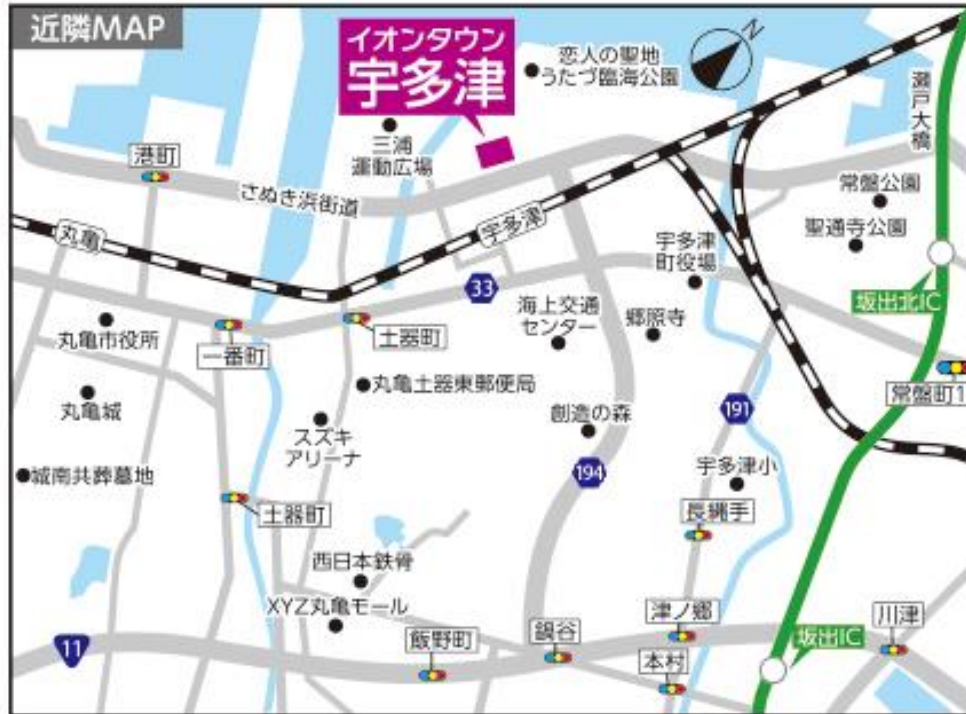 近隣MAP
イオンタウン
宇多津
N
恋人の聖地
うたづ臨海公園
瀬戸大橋
三浦
運動広場
港町
さぬき浜街道
常盤公園
聖通寺公園
丸亀
宇多津
宇多津
町役場
33
海上交通
センター
郷照寺
坂出北IC
丸亀市役所
一番町
土器町
常盤町1
丸亀土器東郵便局
丸亀城
スズキ
アリーナ
創造の森
191
194
宇多津小
城南共葬墓地
土器町
長縄手
西日本鉄骨
XYZ丸亀モール
11
飯野町
鍋谷
津ノ郷
本村
坂出IC
川津